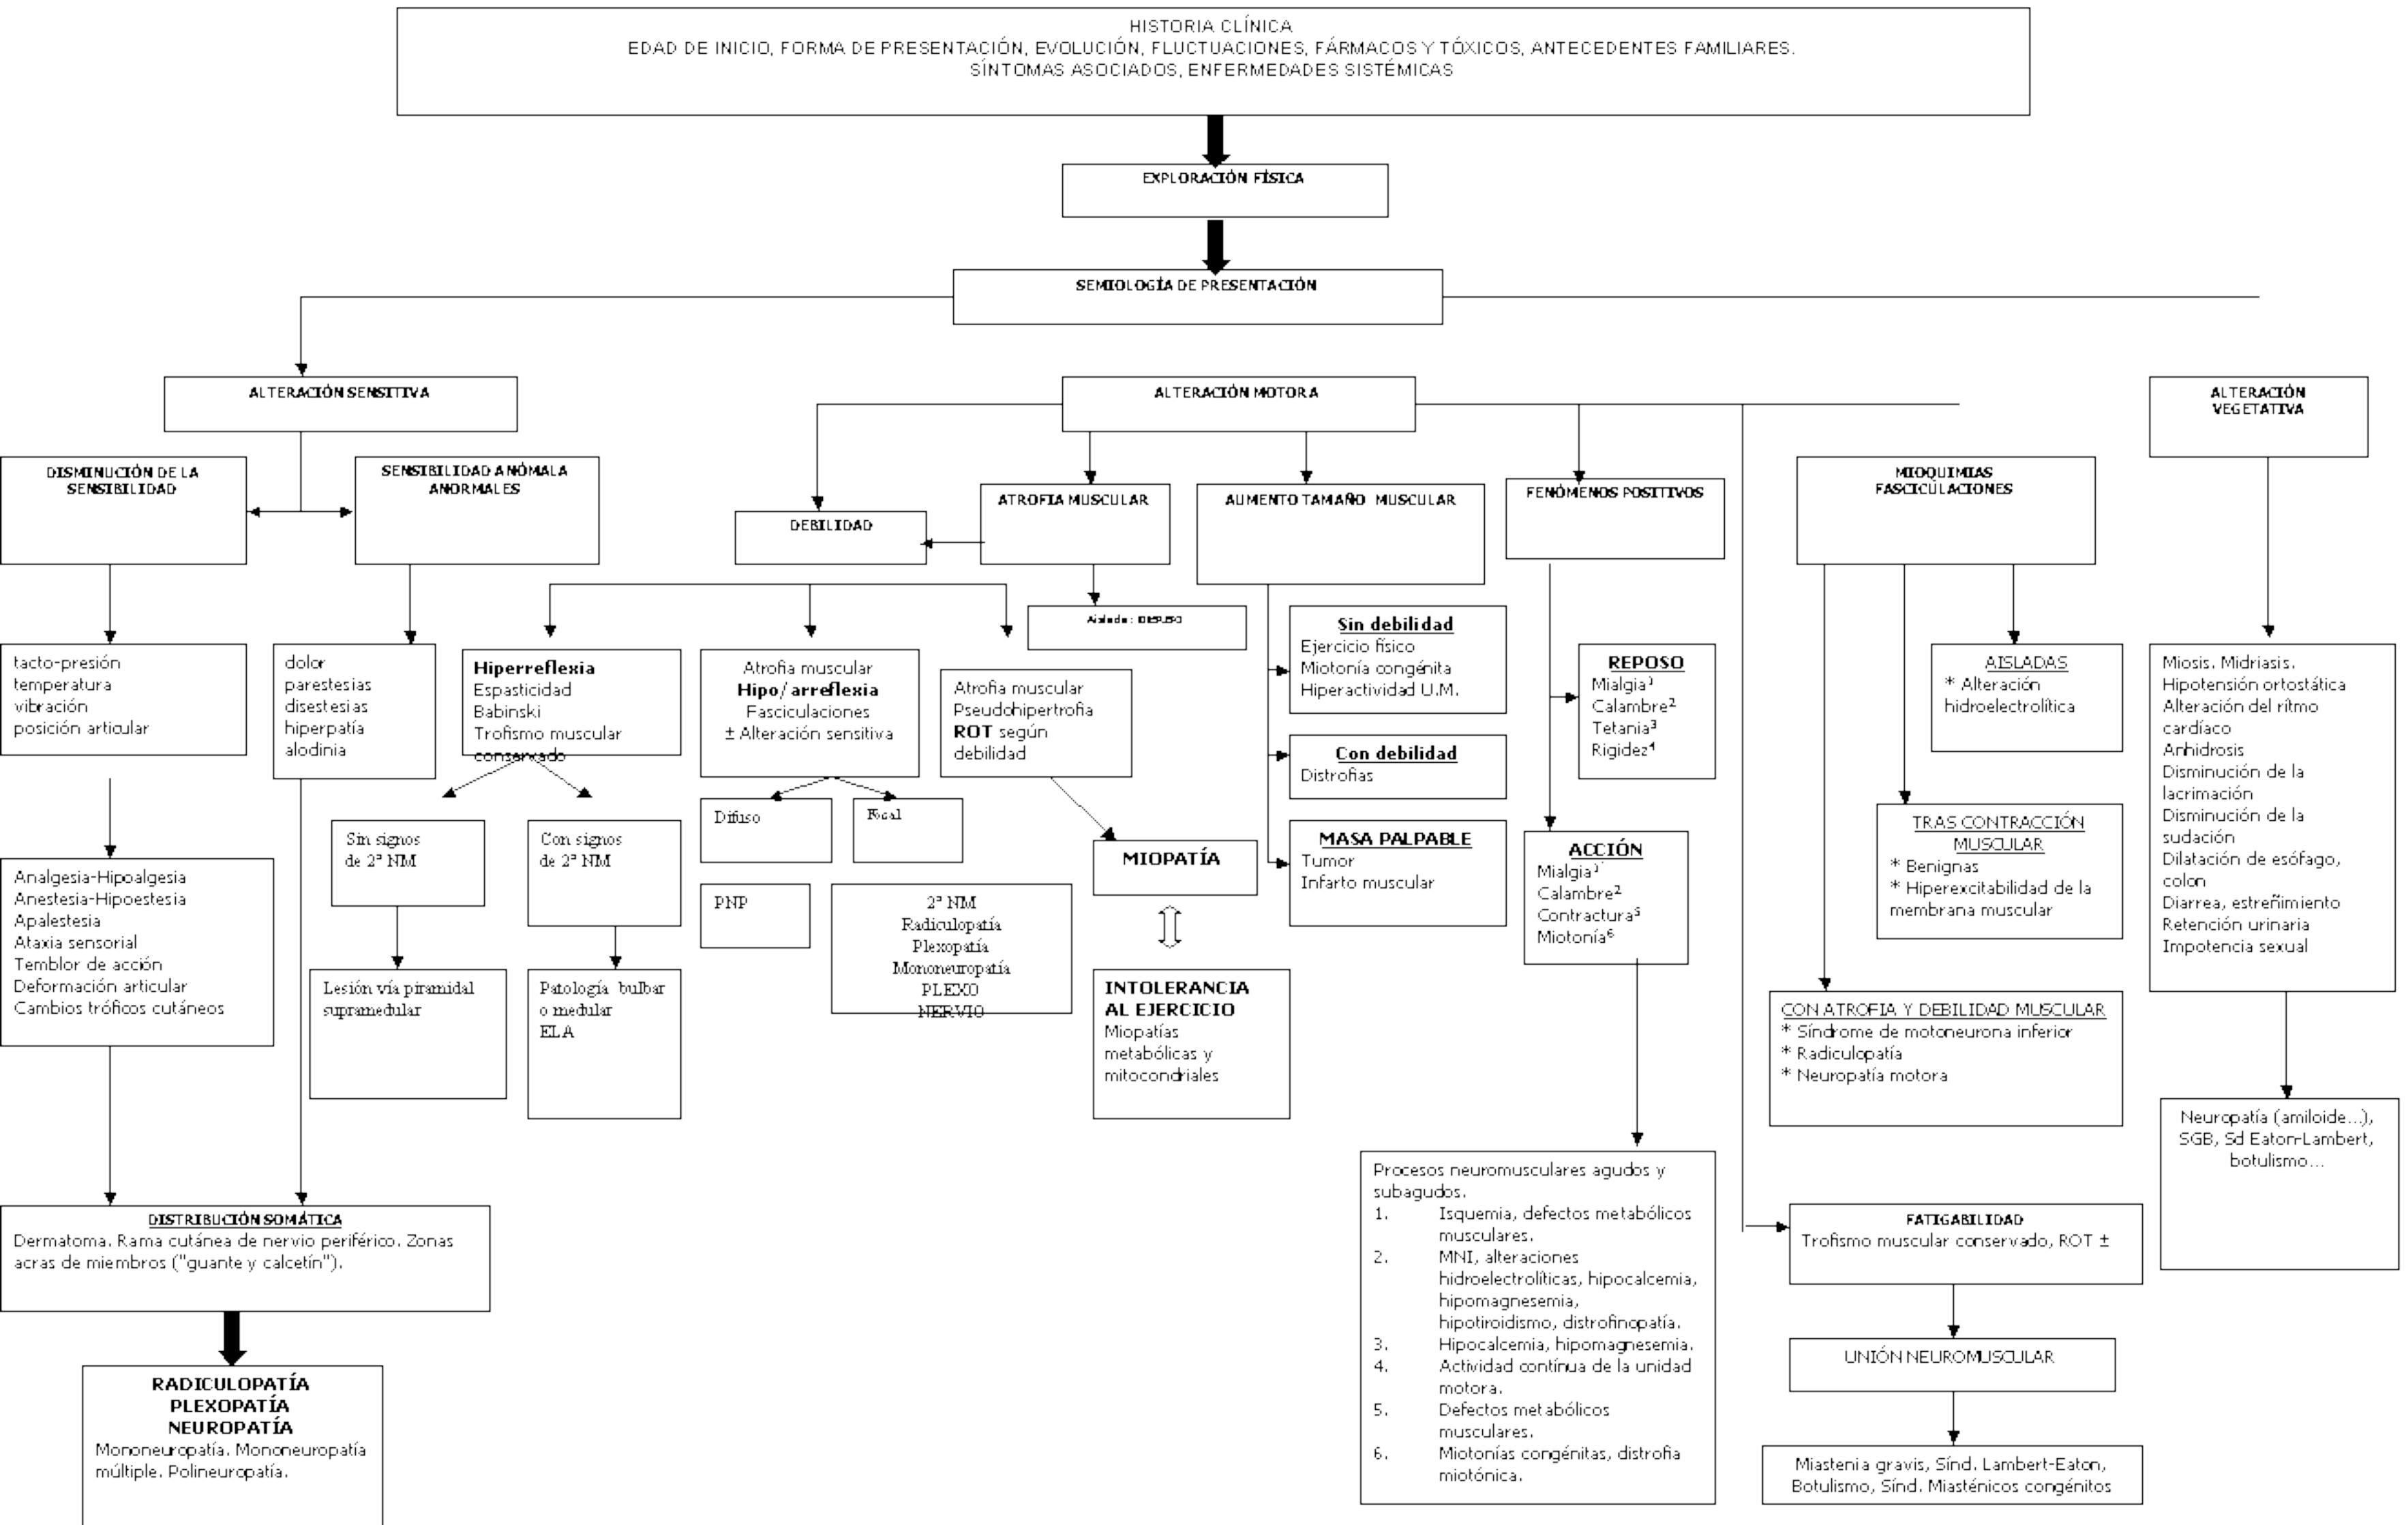 HISTORIA CLÍNICA
EDAD DE INICIO, FORMA DE PRESENTACIÓN, EVOLUCIÓN, FLUCTUACIONES, FÁRMACOS Y TÓXICOS, ANTECEDENTES FAMILIARES.
SÍNTOMAS ASOCIADOS, ENFERMEDADES SISTÉMICAS
EXPLORACIÓN FÍSICA
SEMIOLOGÍA DE PRESENTACIÓN
ALTERACIÓN SENSITIVA
ALTERACIÓN MOTORA
ALTERACIÓN
VEGETATIVA
DISMINUCIÓN DE LA
SENSIBILIDAD
SENSIBILIDAD ANÓMALA
ANORMALES
DEBILIDAD
ATROFIA MUSCULAR
AUMENTO TAMAÑO MUSCULAR
FENÓMENOS POSITIVOS
MIOQUIMIAS
FASCICULACIONES
Aislada: DESUSO
tacto-presión
temperatura
vibración
posición articular
dolor
parestesias
disestesias
hiperpatía
alodinia
Hiperreflexia
Espasticidad
Babinski
Trofismo muscular
conservado
Atrofia muscular
Hipo/arreflexia
Fasciculaciones
± Alteración sensitiva
Atrofia muscular
Pseudohipertrofia
ROT según
debilidad
Sin debilidad
Ejercicio físico
Miotonía congénita
Hiperactividad U.M.
Con debilidad
Distrofias
MASA PALPABLE
Tumor
Infarto muscular
REPOSO
Mialgia¹
Calambre²
Tetania³
Rigidez⁴
ACCIÓN
Mialgia¹
Calambre²
Contractura⁵
Miotonía⁶
AISLADAS
* Alteración
hidroelectrolítica
TRAS CONTRACCIÓN
MUSCULAR
* Benignas
* Hiperexcitabilidad de la
membrana muscular
CON ATROFIA Y DEBILIDAD MUSCULAR
* Síndrome de motoneurona inferior
* Radiculopatía
* Neuropatía motora
Miosis. Midriasis.
Hipotensión ortostática
Alteración del rítmo
cardíaco
Anhidrosis
Disminución de la
lacrimación
Disminución de la
sudación
Dilatación de esófago,
colon
Diarrea, estreñimiento
Retención urinaria
Impotencia sexual
Neuropatía (amiloide...),
SGB, Sd Eaton-Lambert,
botulismo...
Sin signos
de 2ª NM
Con signos
de 2ª NM
Difuso
Focal
PNP
2ª NM
Radiculopatía
Plexopatía
Mononeuropatía
PLEXO
NERVIO
MIOPATÍA
INTOLERANCIA
AL EJERCICIO
Miopatías
metabólicas y
mitocondriales
Analgesia-Hipoalgesia
Anestesia-Hipoestesia
Apalestesia
Ataxia sensorial
Temblor de acción
Deformación articular
Cambios tróficos cutáneos
Lesión vía piramidal
supramedular
Patología bulbar
o medular
ELA
DISTRIBUCIÓN SOMÁTICA
Dermatoma. Rama cutánea de nervio periférico. Zonas
acras de miembros ("guante y calcetín").
RADICULOPATÍA
PLEXOPATÍA
NEUROPATÍA
Mononeuropatía. Mononeuropatía
múltiple. Polineuropatía.
Procesos neuromusculares agudos y
subagudos.
1. Isquemia, defectos metabólicos
musculares.
2. MNI, alteraciones
hidroelectrolíticas, hipocalcemia,
hipomagnesemia,
hipotiroidismo, distrofinopatía.
3. Hipocalcemia, hipomagnesemia.
4. Actividad contínua de la unidad
motora.
5. Defectos metabólicos
musculares.
6. Miotonías congénitas, distrofia
miotónica.
FATIGABILIDAD
Trofismo muscular conservado, ROT ±
UNIÓN NEUROMUSCULAR
Miastenia gravis, Sínd. Lambert-Eaton,
Botulismo, Sínd. Miasténicos congénitos